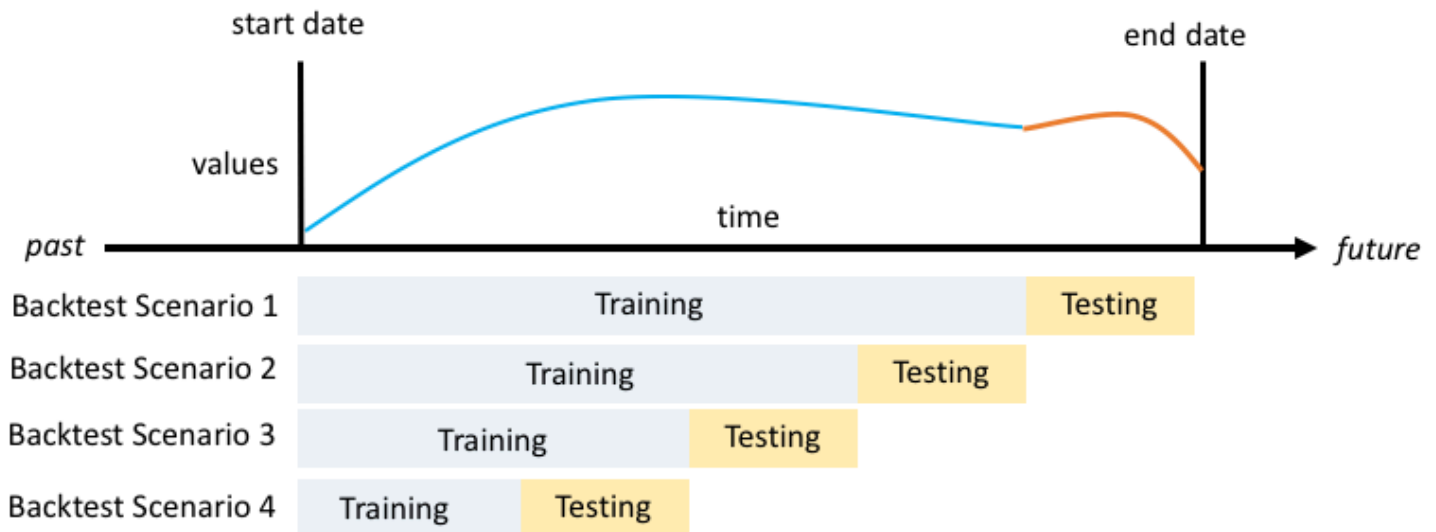 start date
end date
values
time
past
future
Backtest Scenario 1
Training
Testing
Backtest Scenario 2
Training
Testing
Backtest Scenario 3
Training
Testing
Backtest Scenario 4
Training
Testing